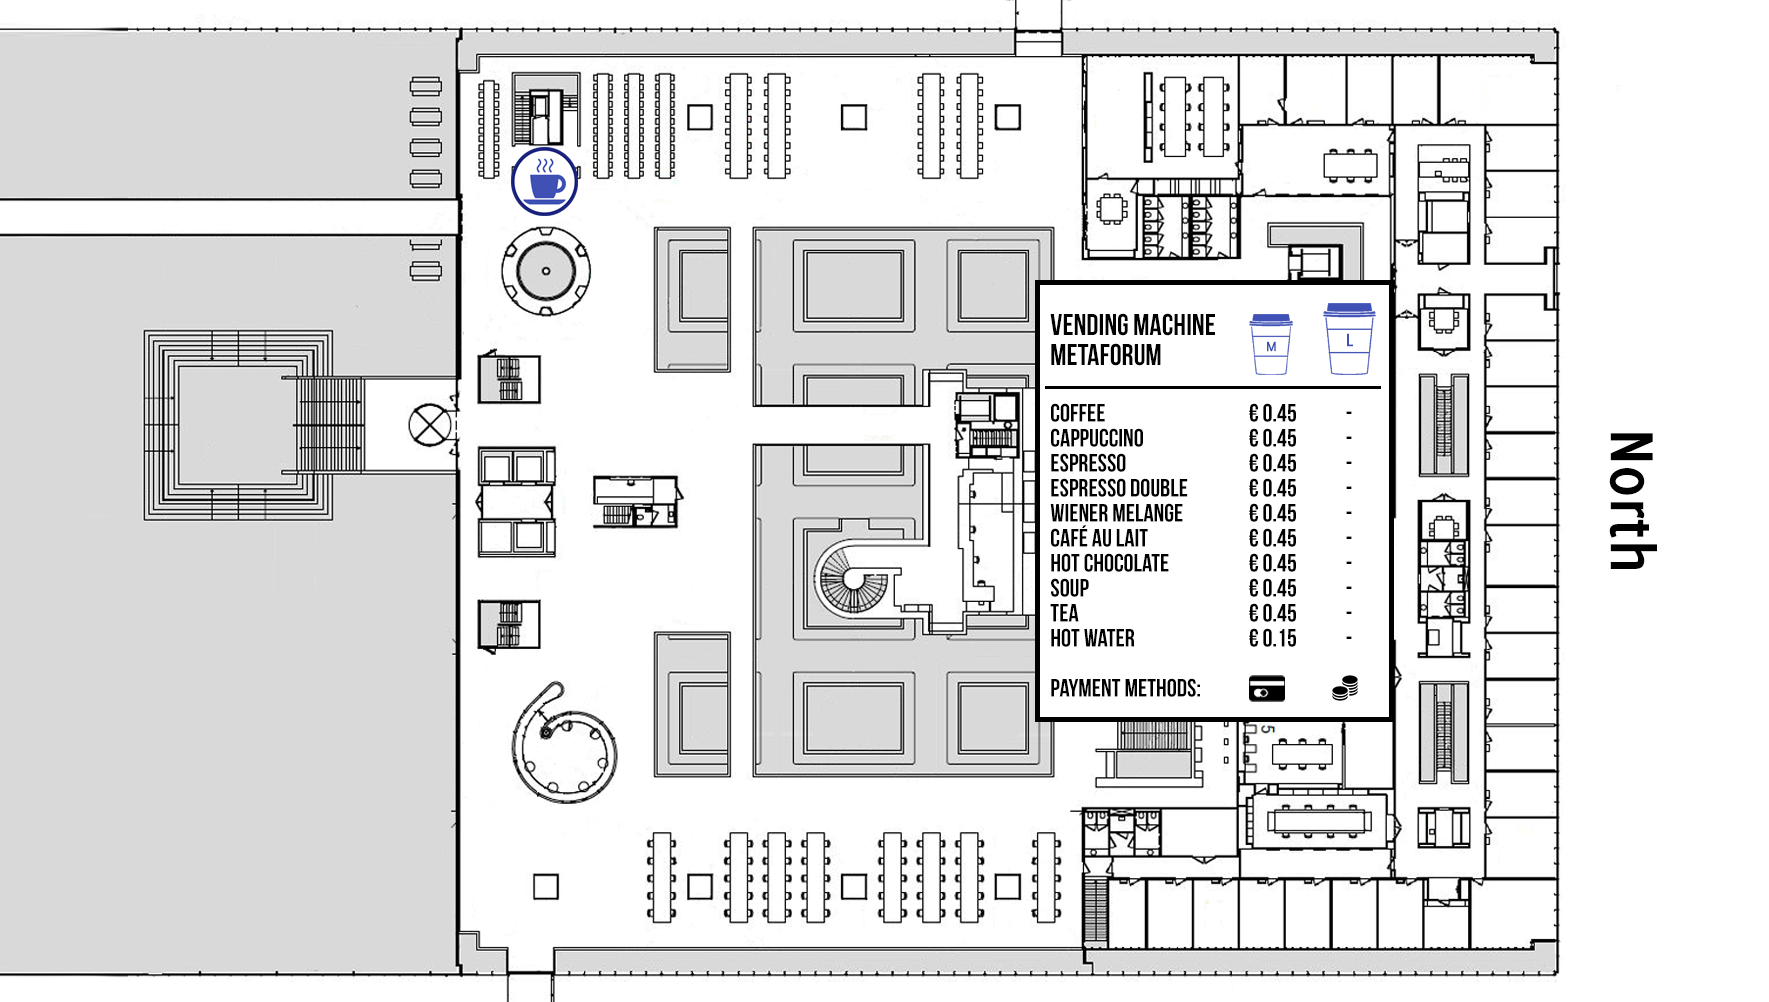 VENDING MACHINE
METAFORUM
M
L
COFFEE € 0.45 -
CAPPUCCINO € 0.45 -
ESPRESSO € 0.45 -
ESPRESSO DOUBLE € 0.45 -
WIENER MELANGE € 0.45 -
CAFÉ AU LAIT € 0.45 -
HOT CHOCOLATE € 0.45 -
SOUP € 0.45 -
TEA € 0.45 -
HOT WATER € 0.15 -
PAYMENT METHODS:
5
North